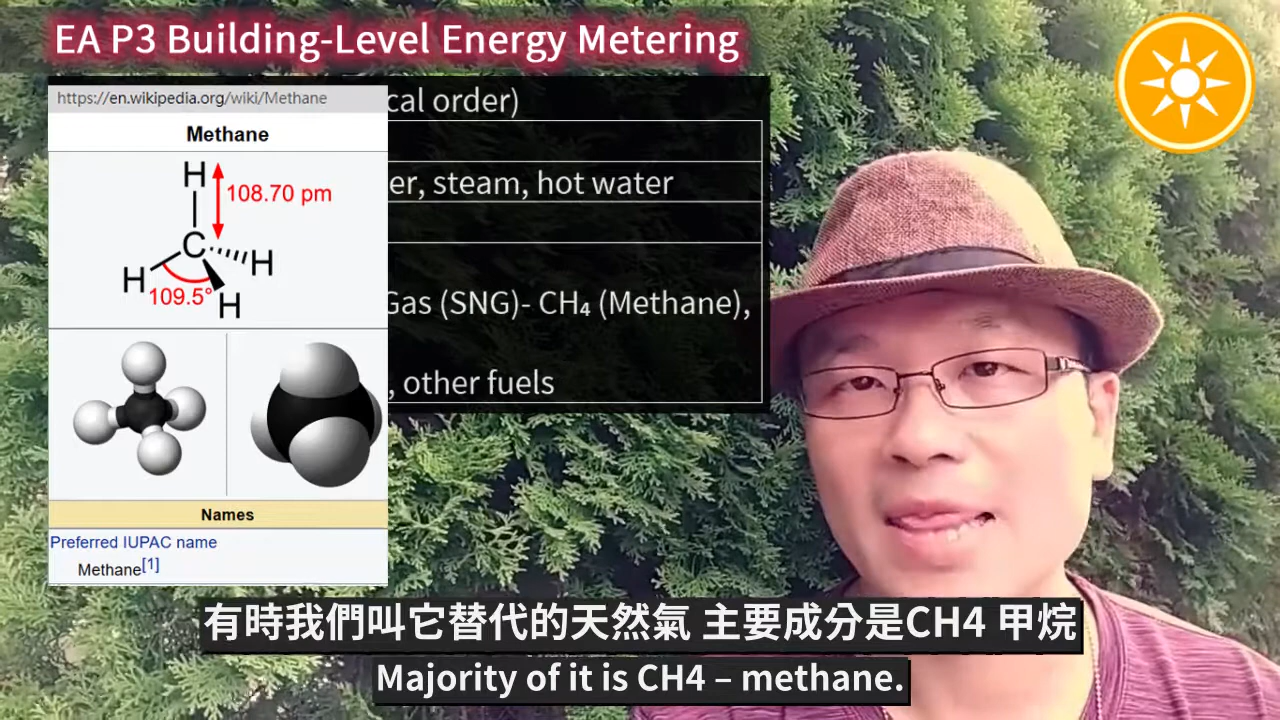 EA P3 Building-Level Energy Metering
https://en.wikipedia.org/wiki/Methane
cal order)
Methane
H
108.70 pm
er, steam, hot water
C
H
H
109.5°
H
Gas (SNG)- CH₄ (Methane),
, other fuels
Names
Preferred IUPAC name
Methane[1]
有時我們叫它替代的天然氣 主要成分是CH4 甲烷
Majority of it is CH4 – methane.